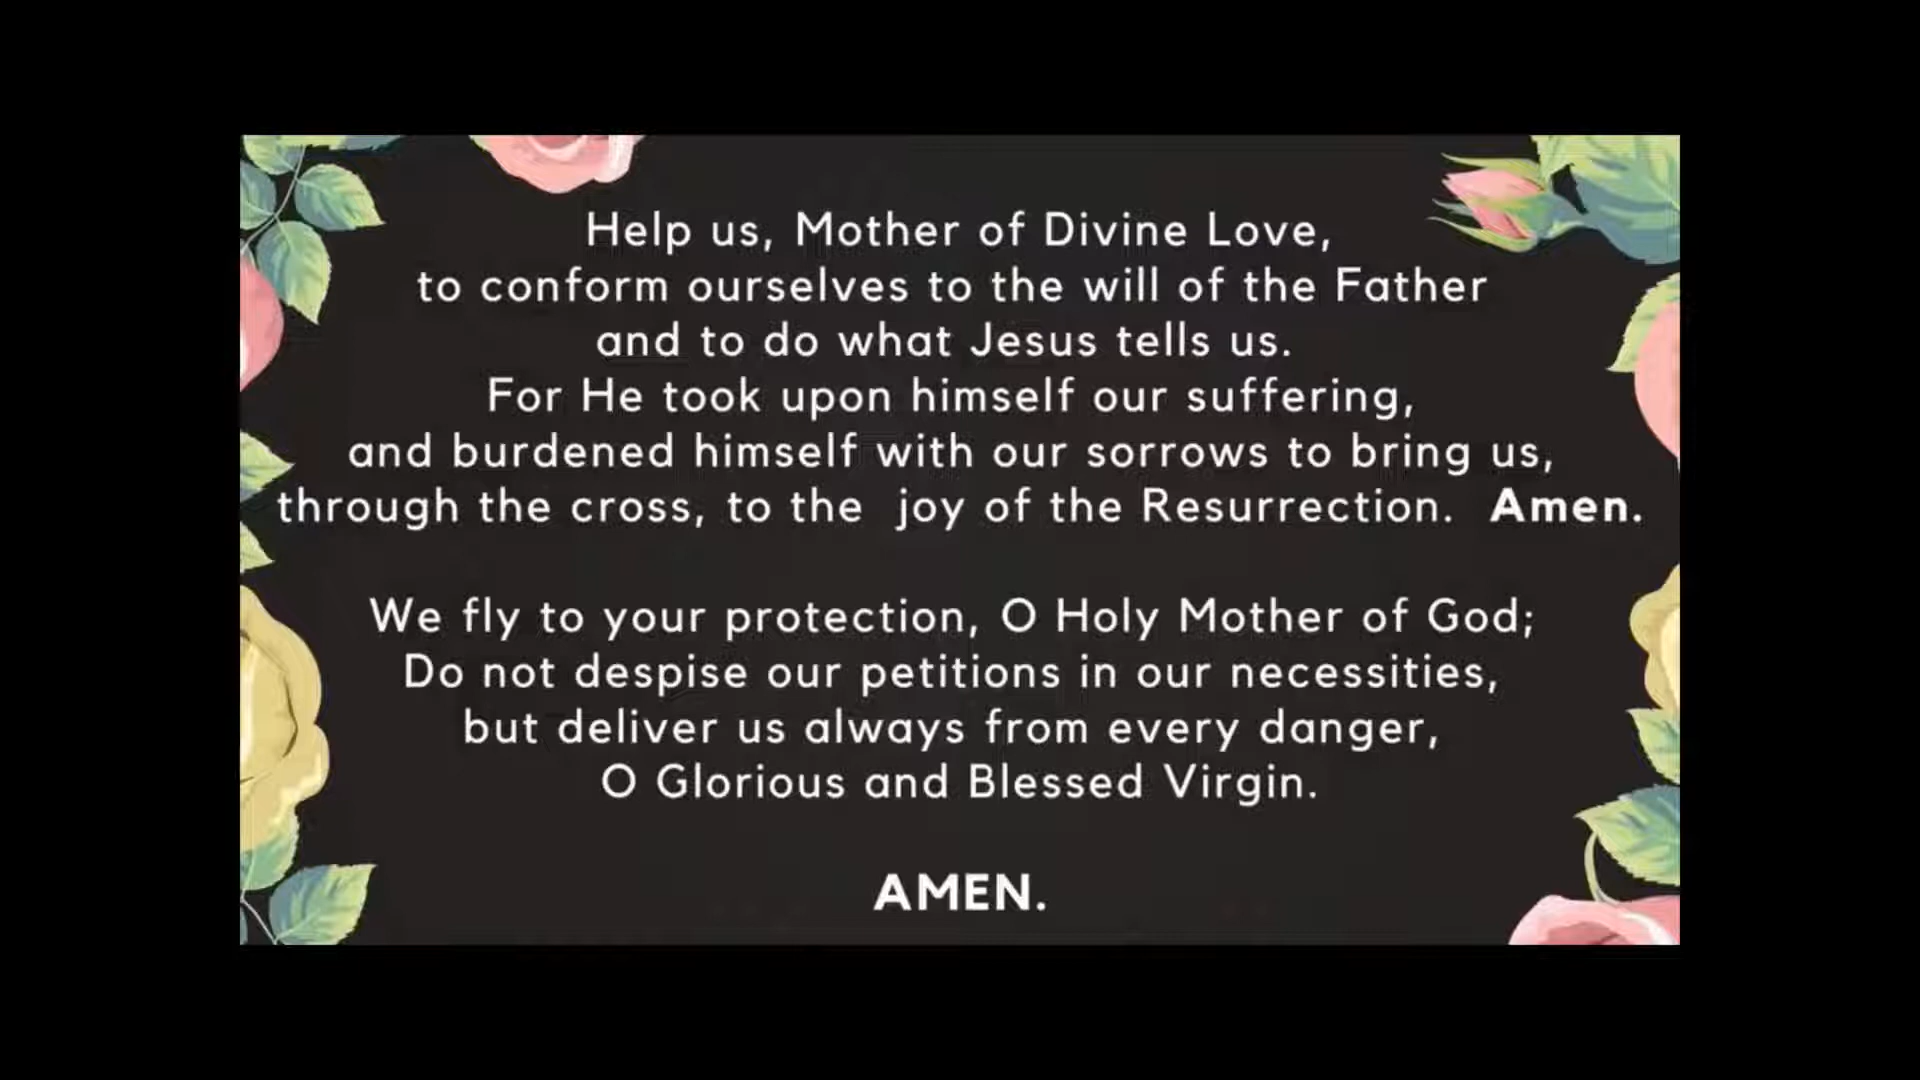 Help us, Mother of Divine Love,
to conform ourselves to the will of the Father
and to do what Jesus tells us.
For He took upon himself our suffering,
and burdened himself with our sorrows to bring us,
through the cross, to the joy of the Resurrection. Amen.
We fly to your protection, O Holy Mother of God;
Do not despise our petitions in our necessities,
but deliver us always from every danger,
O Glorious and Blessed Virgin.
AMEN.